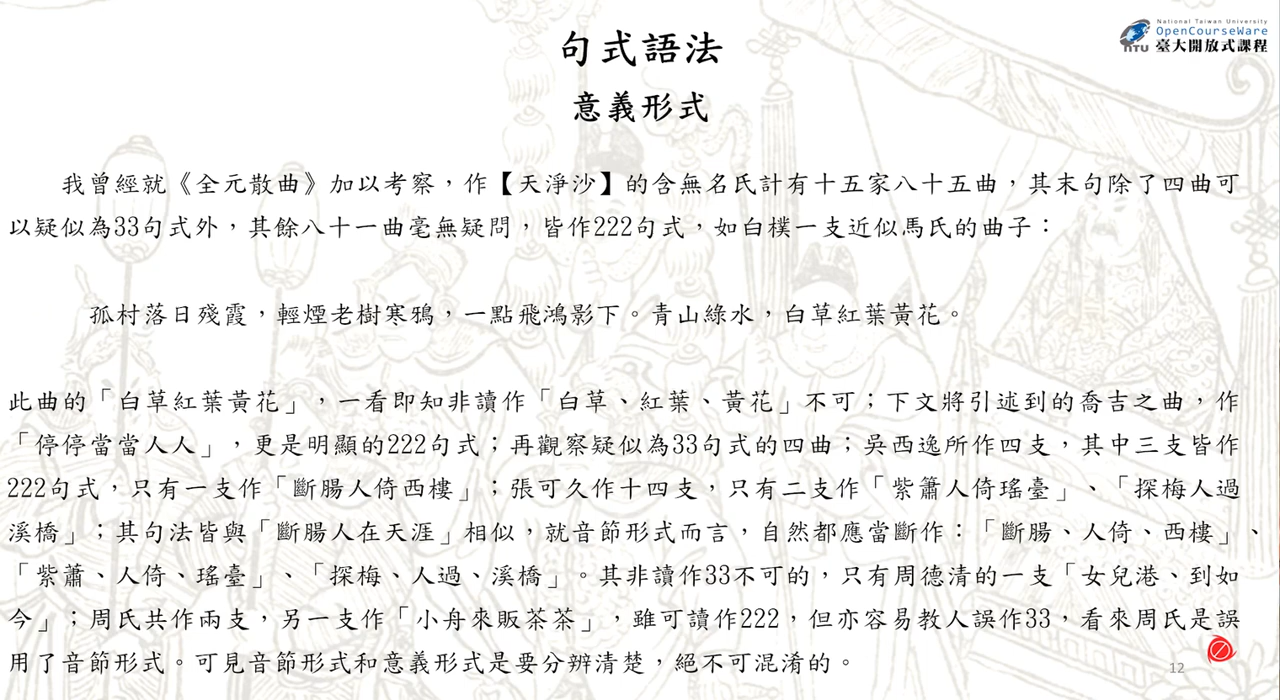 National Taiwan University
OpenCourseWare
NTU 臺大開放式課程
句式語法
意義形式
我曾經就《全元散曲》加以考察，作【天淨沙】的含無名氏計有十五家八十五曲，其末句除了四曲可
以疑似為33句式外，其餘八十一曲毫無疑問，皆作222句式，如白樸一支近似馬氏的曲子：
孤村落日殘霞，輕煙老樹寒鴉，一點飛鴻影下。青山綠水，白草紅葉黃花。
此曲的「白草紅葉黃花」，一看即知非讀作「白草、紅葉、黃花」不可；下文將引述到的喬吉之曲，作
「停停當當人人」，更是明顯的222句式；再觀察疑似為33句式的四曲；吳西逸所作四支，其中三支皆作
222句式，只有一支作「斷腸人倚西樓」；張可久作十四支，只有二支作「紫簫人倚瑤臺」、「探梅人過
溪橋」；其句法皆與「斷腸人在天涯」相似，就音節形式而言，自然都應當斷作：「斷腸、人倚、西樓」、
「紫蕭、人倚、瑤臺」、「探梅、人過、溪橋」。其非讀作33不可的，只有周德清的一支「女兒港、到如
今」；周氏共作兩支，另一支作「小舟來販茶茶」，雖可讀作222，但亦容易教人誤作33，看來周氏是誤
用了音節形式。可見音節形式和意義形式是要分辨清楚，絕不可混淆的。
12